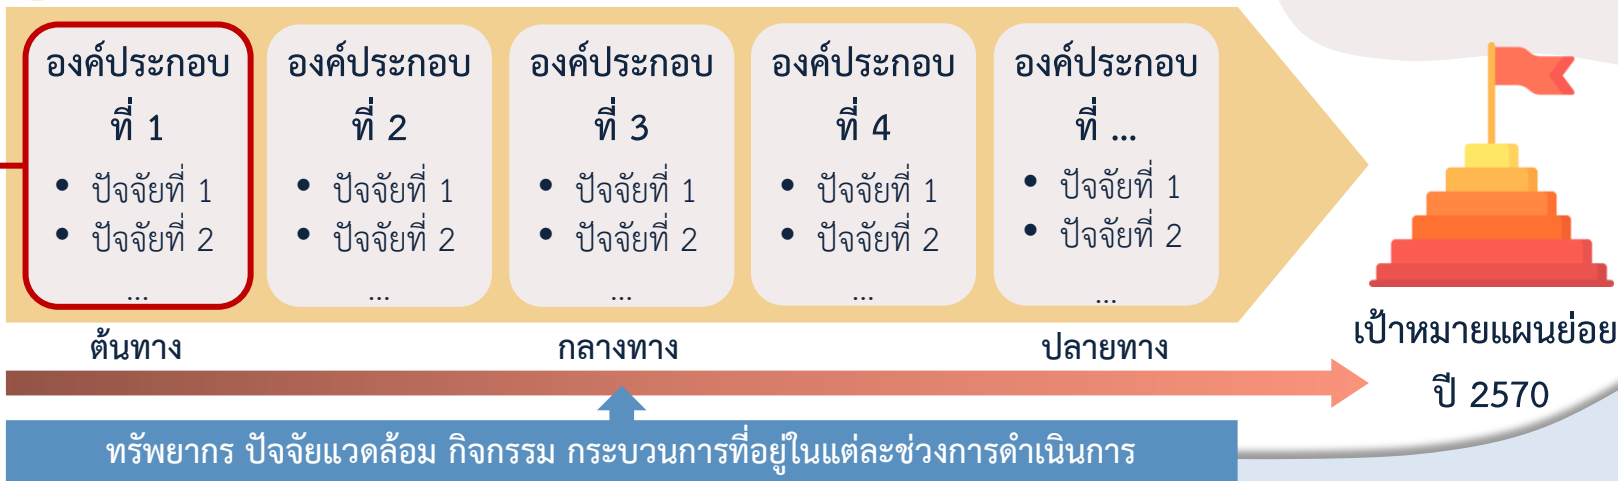 องค์ประกอบ
ที่ 1
• ปัจจัยที่ 1
• ปัจจัยที่ 2
...
องค์ประกอบ
ที่ 2
• ปัจจัยที่ 1
• ปัจจัยที่ 2
...
องค์ประกอบ
ที่ 3
• ปัจจัยที่ 1
• ปัจจัยที่ 2
...
องค์ประกอบ
ที่ 4
• ปัจจัยที่ 1
• ปัจจัยที่ 2
...
องค์ประกอบ
ที่ ...
• ปัจจัยที่ 1
• ปัจจัยที่ 2
...
ต้นทาง
กลางทาง
ปลายทาง
เป้าหมายแผนย่อย
ปี 2570
ทรัพยากร ปัจจัยแวดล้อม กิจกรรม กระบวนการที่อยู่ในแต่ละช่วงการดำเนินการ